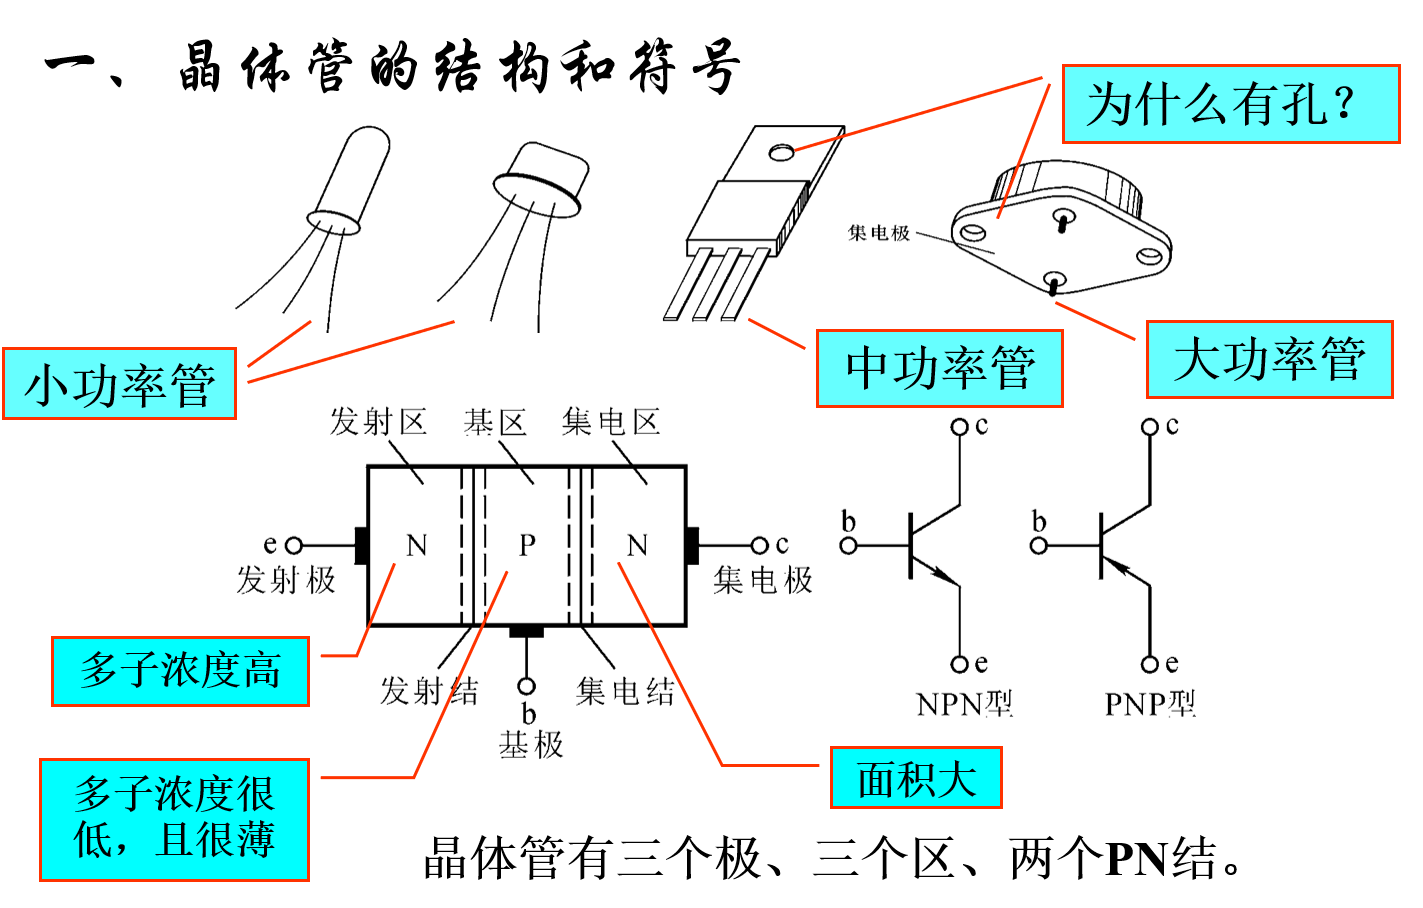 一、晶体管的结构和符号
为什么有孔？
集电极
小功率管
中功率管
大功率管
发射区
基区
集电区
N
P
N
e
发射极
c
集电极
发射结
集电结
b
基极
多子浓度高
多子浓度很
低，且很薄
面积大
c
b
e
NPN型
c
b
e
PNP型
晶体管有三个极、三个区、两个PN结。